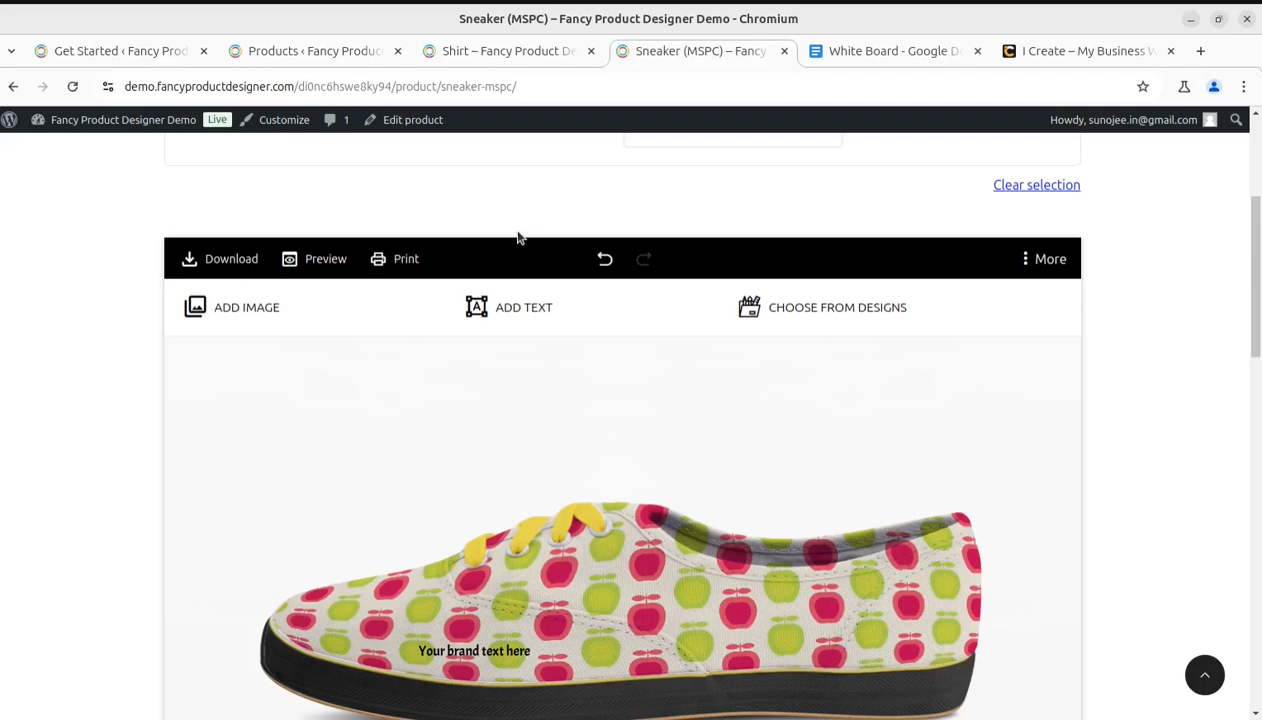 Sneaker (MSPC) – Fancy Product Designer Demo - Chromium
Get Started ‹ Fancy Prod
Products ‹ Fancy Produc
Shirt – Fancy Product De
Sneaker (MSPC) – Fancy
White Board - Google D
I Create – My Business W
demo.fancyproductdesigner.com/di0nc6hswe8ky94/product/sneaker-mspc/
Fancy Product Designer Demo Live Customize 1 Edit product Howdy, sunojee.in@gmail.com
Clear selection
Download Preview Print More
ADD IMAGE ADD TEXT CHOOSE FROM DESIGNS
Your brand text here